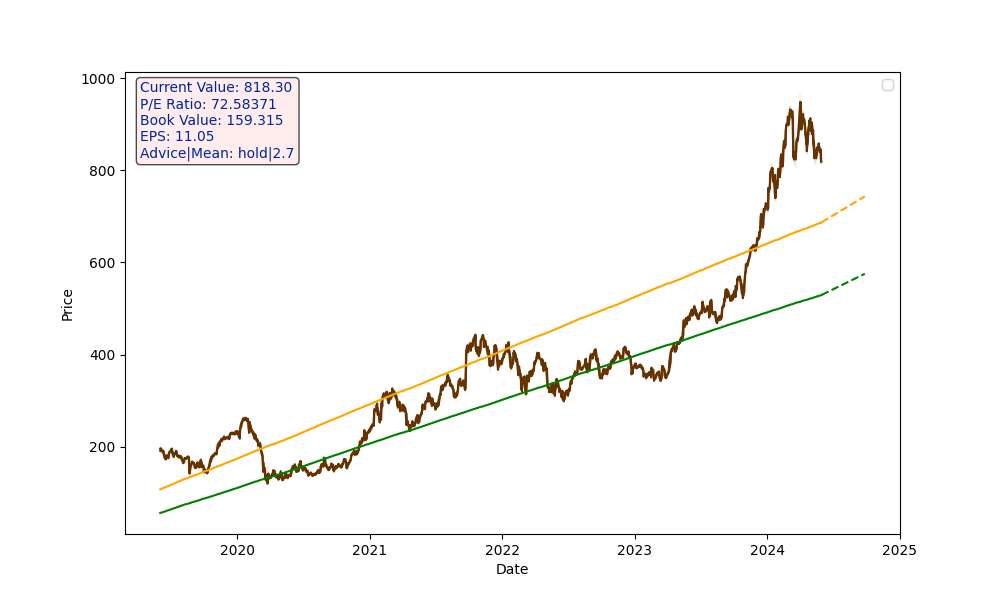 Current Value: 818.30
P/E Ratio: 72.58371
Book Value: 159.315
EPS: 11.05
Advice|Mean: hold|2.7
1000
800
600
400
200
Price
2020
2021
2022
2023
2024
2025
Date